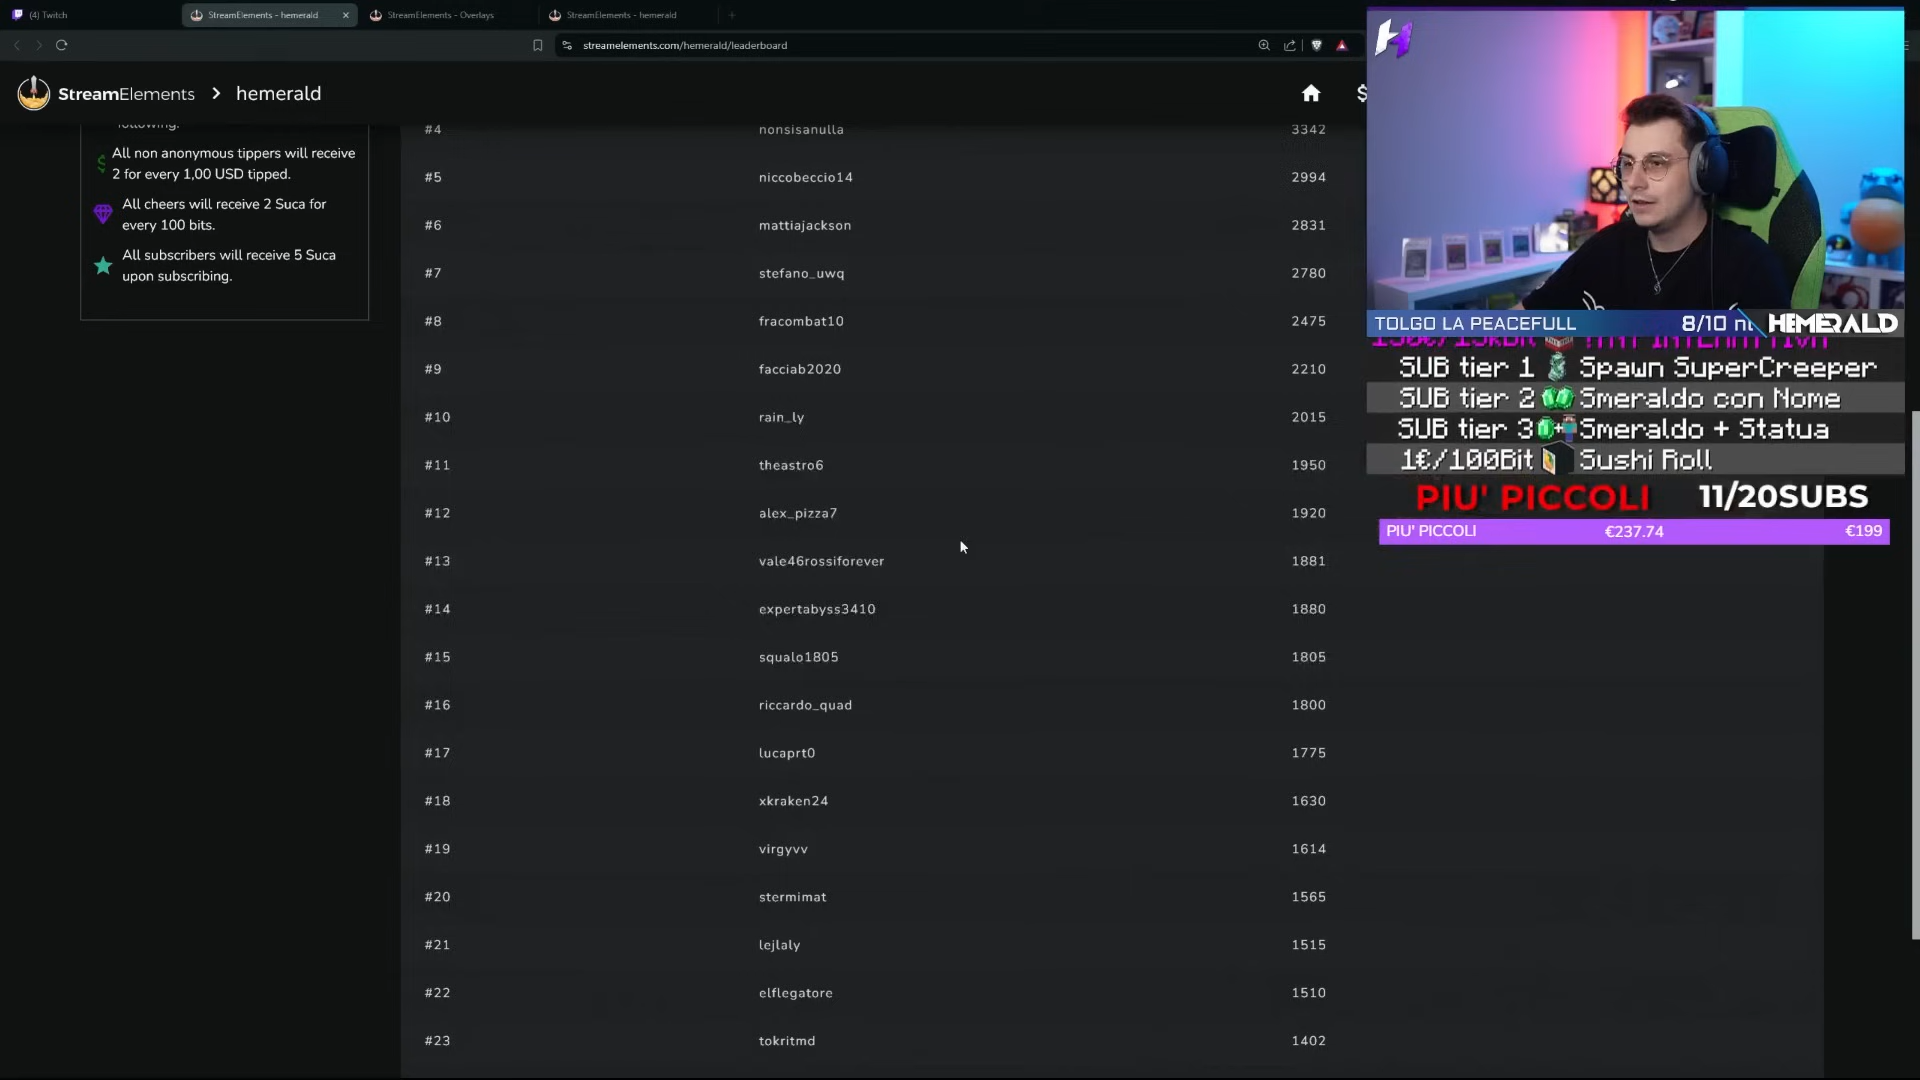 (4) Twitch
StreamElements - hemerald
StreamElements - Overlays
StreamElements - hemerald
streamelements.com/hemerald/leaderboard
StreamElements > hemerald
following.
All non anonymous tippers will receive
2 for every 1,00 USD tipped.
All cheers will receive 2 Suca for
every 100 bits.
All subscribers will receive 5 Suca
upon subscribing.
#4 nonsisanulla 3342
#5 niccobeccio14 2994
#6 mattiajackson 2831
#7 stefano_uwq 2780
#8 fracombat10 2475
#9 facciab2020 2210
#10 rain_ly 2015
#11 theastro6 1950
#12 alex_pizza7 1920
#13 vale46rossiforever 1881
#14 expertabyss3410 1880
#15 squalo1805 1805
#16 riccardo_quad 1800
#17 lucaprt0 1775
#18 xkraken24 1630
#19 virgyvv 1614
#20 stermimat 1565
#21 lejlaly 1515
#22 elflegatore 1510
#23 tokritmd 1402
TOLGO LA PEACEFULL 8/10
HEMERALD
SUB tier 1 Spawn SuperCreeper
SUB tier 2 Smeraldo con Nome
SUB tier 3 Smeraldo + Statua
1€/100Bit Sushi Roll
PIU' PICCOLI 11/20SUBS
PIU' PICCOLI €237.74 €199